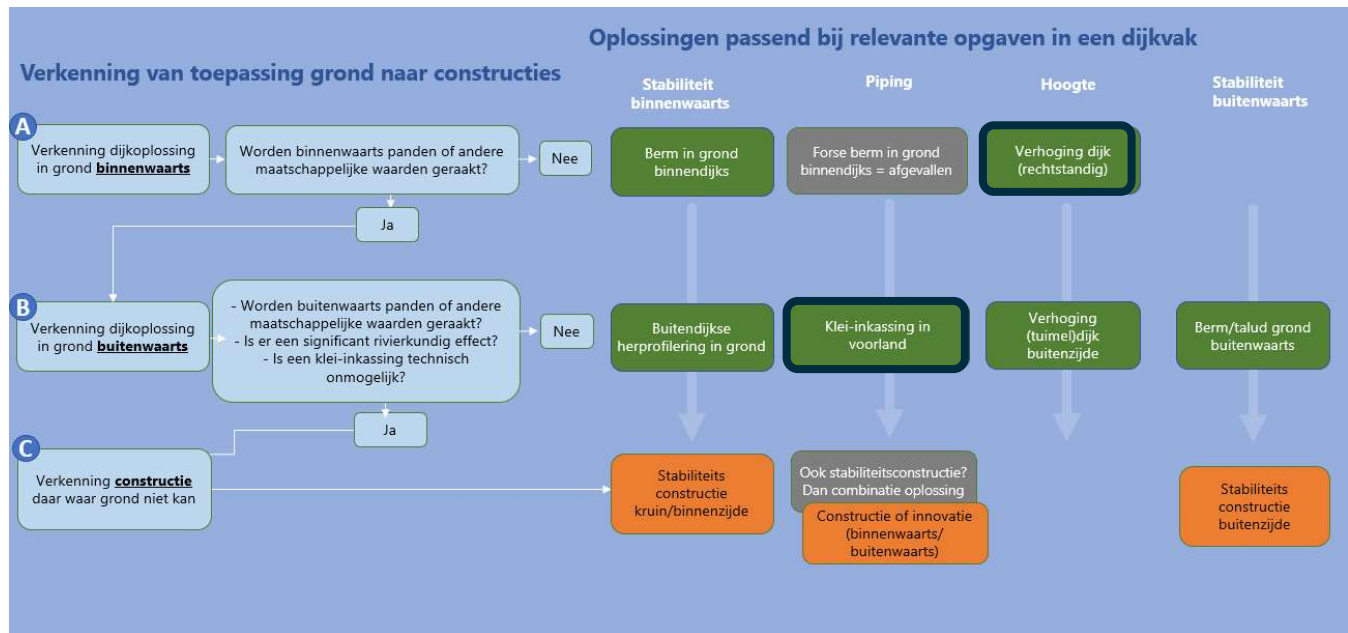 Oplossingen passend bij relevante opgaven in een dijkvak
Verkenning van toepassing grond naar constructies
Stabiliteit
binnenwaarts
Piping
Hoogte
Stabiliteit
buitenwaarts
A
Verkenning dijkoplossing
in grond binnenwaarts
Worden binnenwaarts panden of andere
maatschappelijke waarden geraakt?
Nee
Berm in grond
binnendijks
Forse berm in grond
binnendijks = afgevallen
Verhoging dijk
(rechtstandig)
Ja
B
Verkenning dijkoplossing
in grond buitenwaarts
- Worden buitenwaarts panden of andere
maatschappelijke waarden geraakt?
- Is er een significant rivierkundig effect?
- Is een klei-inkassing technisch
onmogelijk?
Nee
Buitendijkse
herprofilering in grond
Klei-inkassing in
voorland
Verhoging
(tuimel)dijk
buitenzijde
Berm/talud grond
buitenwaarts
Ja
C
Verkenning constructie
daar waar grond niet kan
Stabiliteits
constructie
kruin/binnenzijde
Ook stabiliteitsconstructie?
Dan combinatie oplossing
Constructie of innovatie
(binnenwaarts/
buitenwaarts)
Stabiliteits
constructie
buitenzijde